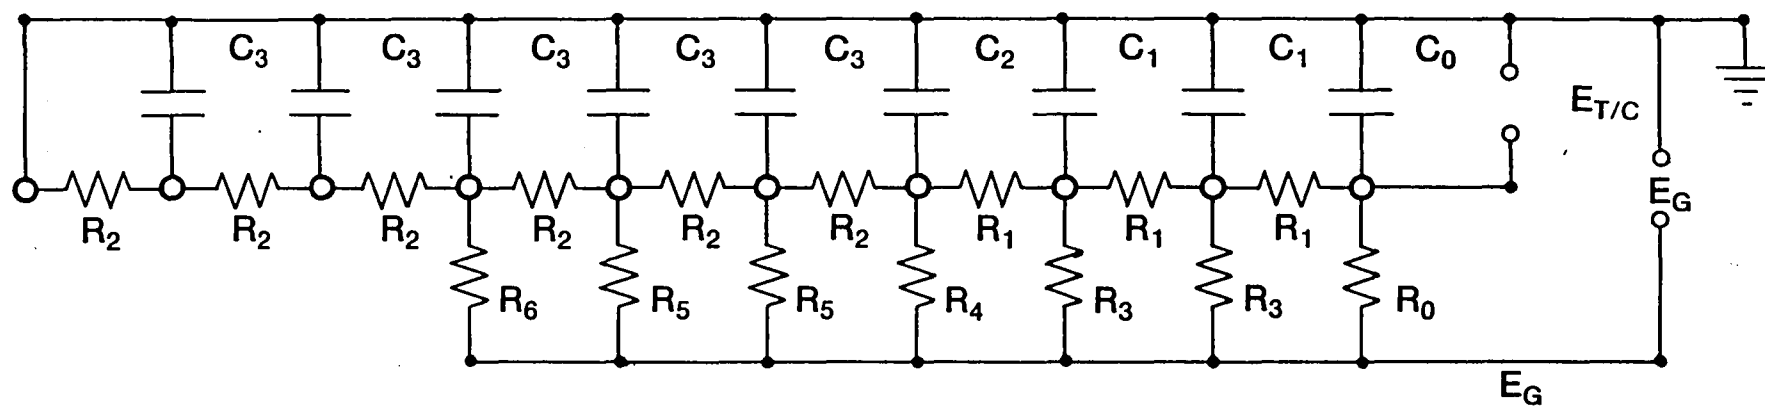 C3 C3 C3 C3 C3 C2 C1 C1 C0
ET/C
EG
R2 R2 R2 R2 R2 R2 R1 R1 R1
R6 R5 R5 R4 R3 R3 R0
EG